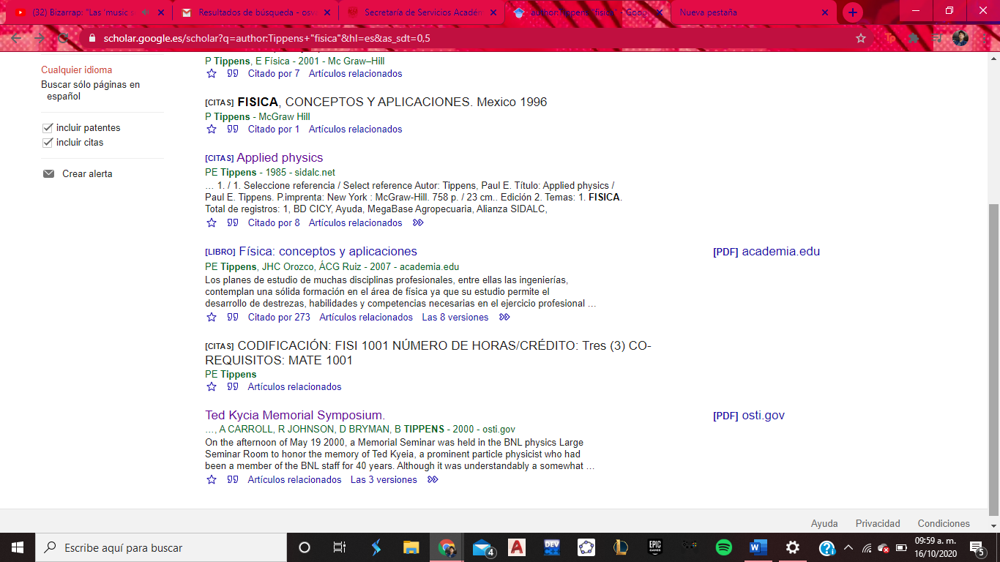 (32) Bizarrap: "Las 'music s
Resultados de búsqueda - osv
Secretaría de Servicios Académ
author:Tippens "fisica" - Goog
Nueva pestaña
scholar.google.es/scholar?q=author:Tippens+"fisica"&hl=es&as_sdt=0,5
Cualquier idioma
Buscar sólo páginas en
español
incluir patentes
incluir citas
Crear alerta
P Tippens, E Física - 2001 - Mc Graw–Hill
Citado por 7 Artículos relacionados
[CITAS] FISICA, CONCEPTOS Y APLICACIONES. Mexico 1996
P Tippens - McGraw Hill
Citado por 1 Artículos relacionados
[CITAS] Applied physics
PE Tippens - 1985 - sidalc.net
... 1. / 1. Seleccione referencia / Select reference Autor: Tippens, Paul E. Título: Applied physics /
Paul E. Tippens. P.imprenta: New York : McGraw-Hill. 758 p. / 23 cm.. Edición 2. Temas: 1. FISICA.
Total de registros: 1, BD CICY, Ayuda, MegaBase Agropecuaria, Alianza SIDALC,
Citado por 8 Artículos relacionados
[LIBRO] Física: conceptos y aplicaciones
[PDF] academia.edu
PE Tippens, JHC Orozco, ÁCG Ruiz - 2007 - academia.edu
Los planes de estudio de muchas disciplinas profesionales, entre ellas las ingenierías,
contemplan una sólida formación en el área de física ya que su estudio permite el
desarrollo de destrezas, habilidades y competencias necesarias en el ejercicio profesional ...
Citado por 273 Artículos relacionados Las 8 versiones
[CITAS] CODIFICACIÓN: FISI 1001 NÚMERO DE HORAS/CRÉDITO: Tres (3) CO-
REQUISITOS: MATE 1001
PE Tippens
Artículos relacionados
Ted Kycia Memorial Symposium.
[PDF] osti.gov
..., A CARROLL, R JOHNSON, D BRYMAN, B TIPPENS - 2000 - osti.gov
On the afternoon of May 19 2000, a Memorial Seminar was held in the BNL physics Large
Seminar Room to honor the memory of Ted Kyeia, a prominent particle physicist who had
been a member of the BNL staff for 40 years. Although it was understandably a somewhat ...
Artículos relacionados Las 3 versiones
Ayuda Privacidad Condiciones
Escribe aquí para buscar
4
A
DEV
EPIC
GAMES
W
09:59 a. m.
16/10/2020
5